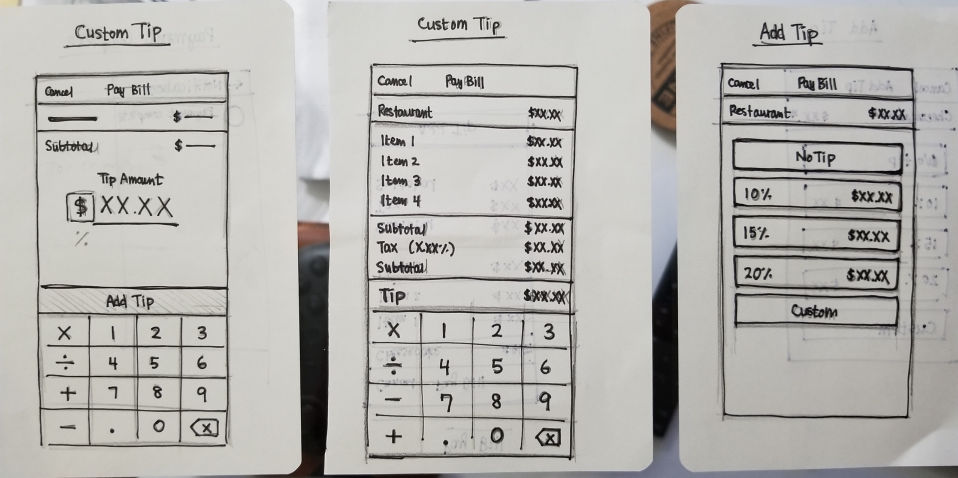 Custom Tip
Cancel Pay Bill
$
Subtotal $
Tip Amount
$ XX.XX
%
Add Tip
X 1 2 3
÷ 4 5 6
+ 7 8 9
- . 0 X
Custom Tip
Cancel Pay Bill
Restaurant $XX.XX
Item 1 $XX.XX
Item 2 $XX.XX
Item 3 $XX.XX
Item 4 $XX.XX
Subtotal $XX.XX
Tax (X.XX%) $XX.XX
Subtotal $XX.XX
Tip $XX.XX
X 1 2 3
÷ 4 5 6
- 7 8 9
+ . 0 X
Add Tip
Cancel Pay Bill
Restaurant $XX.XX
No Tip
10% $XX.XX
15% $XX.XX
20% $XX.XX
Custom